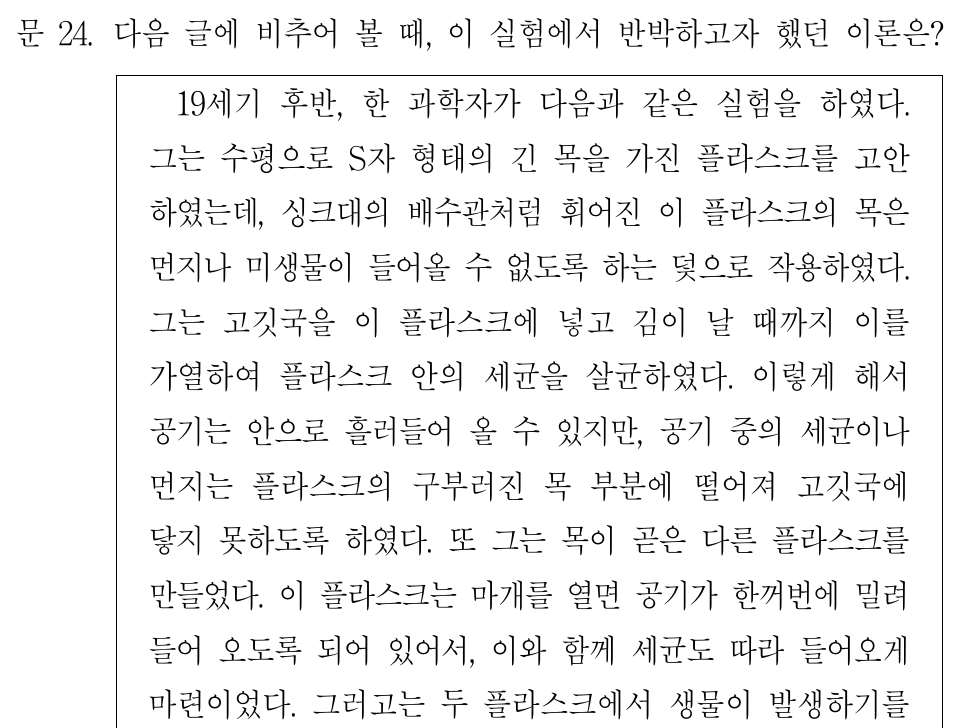 문 24. 다음 글에 비추어 볼 때, 이 실험에서 반박하고자 했던 이론은?
19세기 후반, 한 과학자가 다음과 같은 실험을 하였다.
그는 수평으로 S자 형태의 긴 목을 가진 플라스크를 고안
하였는데, 싱크대의 배수관처럼 휘어진 이 플라스크의 목은
먼지나 미생물이 들어올 수 없도록 하는 덫으로 작용하였다.
그는 고깃국을 이 플라스크에 넣고 김이 날 때까지 이를
가열하여 플라스크 안의 세균을 살균하였다. 이렇게 해서
공기는 안으로 흘러들어 올 수 있지만, 공기 중의 세균이나
먼지는 플라스크의 구부러진 목 부분에 떨어져 고깃국에
닿지 못하도록 하였다. 또 그는 목이 곧은 다른 플라스크를
만들었다. 이 플라스크는 마개를 열면 공기가 한꺼번에 밀려
들어 오도록 되어 있어서, 이와 함께 세균도 따라 들어오게
마련이었다. 그러고는 두 플라스크에서 생물이 발생하기를